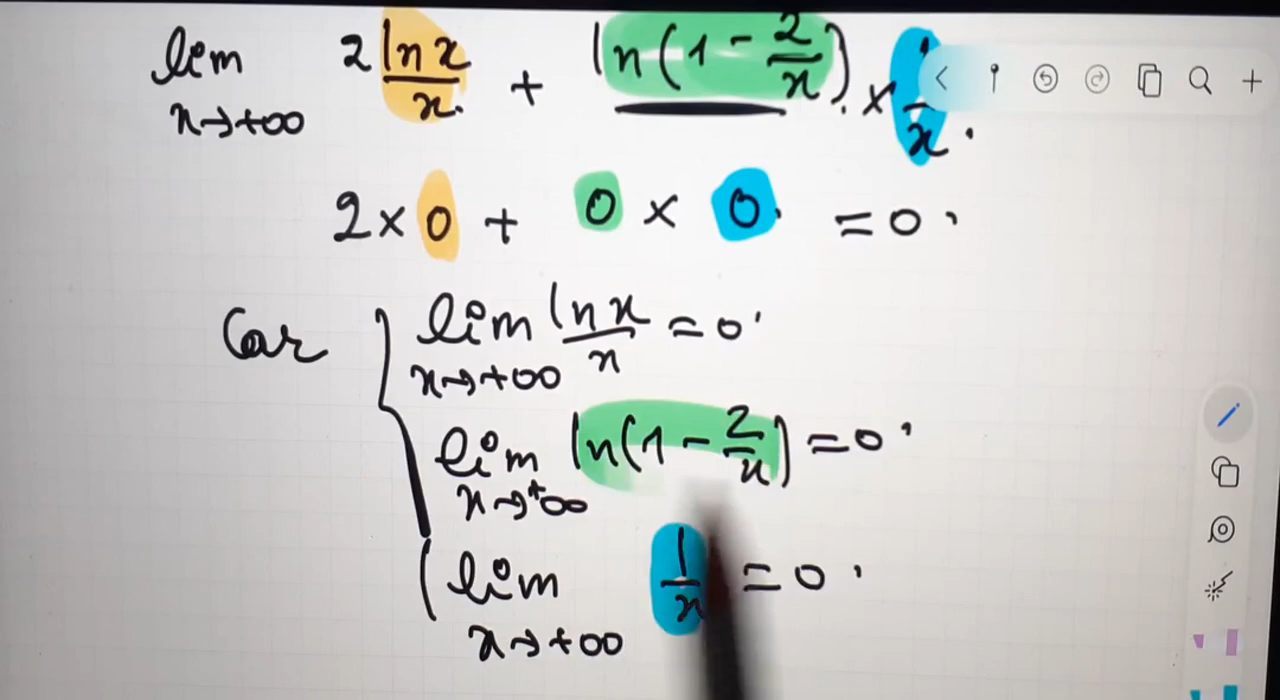 lim x→+∞ 2 ln x/x + ln(1 - 2/x) × 1/x.
2 × 0 + 0 × 0. = 0.
Car { lim x→+∞ ln x/x = 0.
lim x→+∞ ln(1 - 2/x) = 0.
lim x→+∞ 1/x = 0.